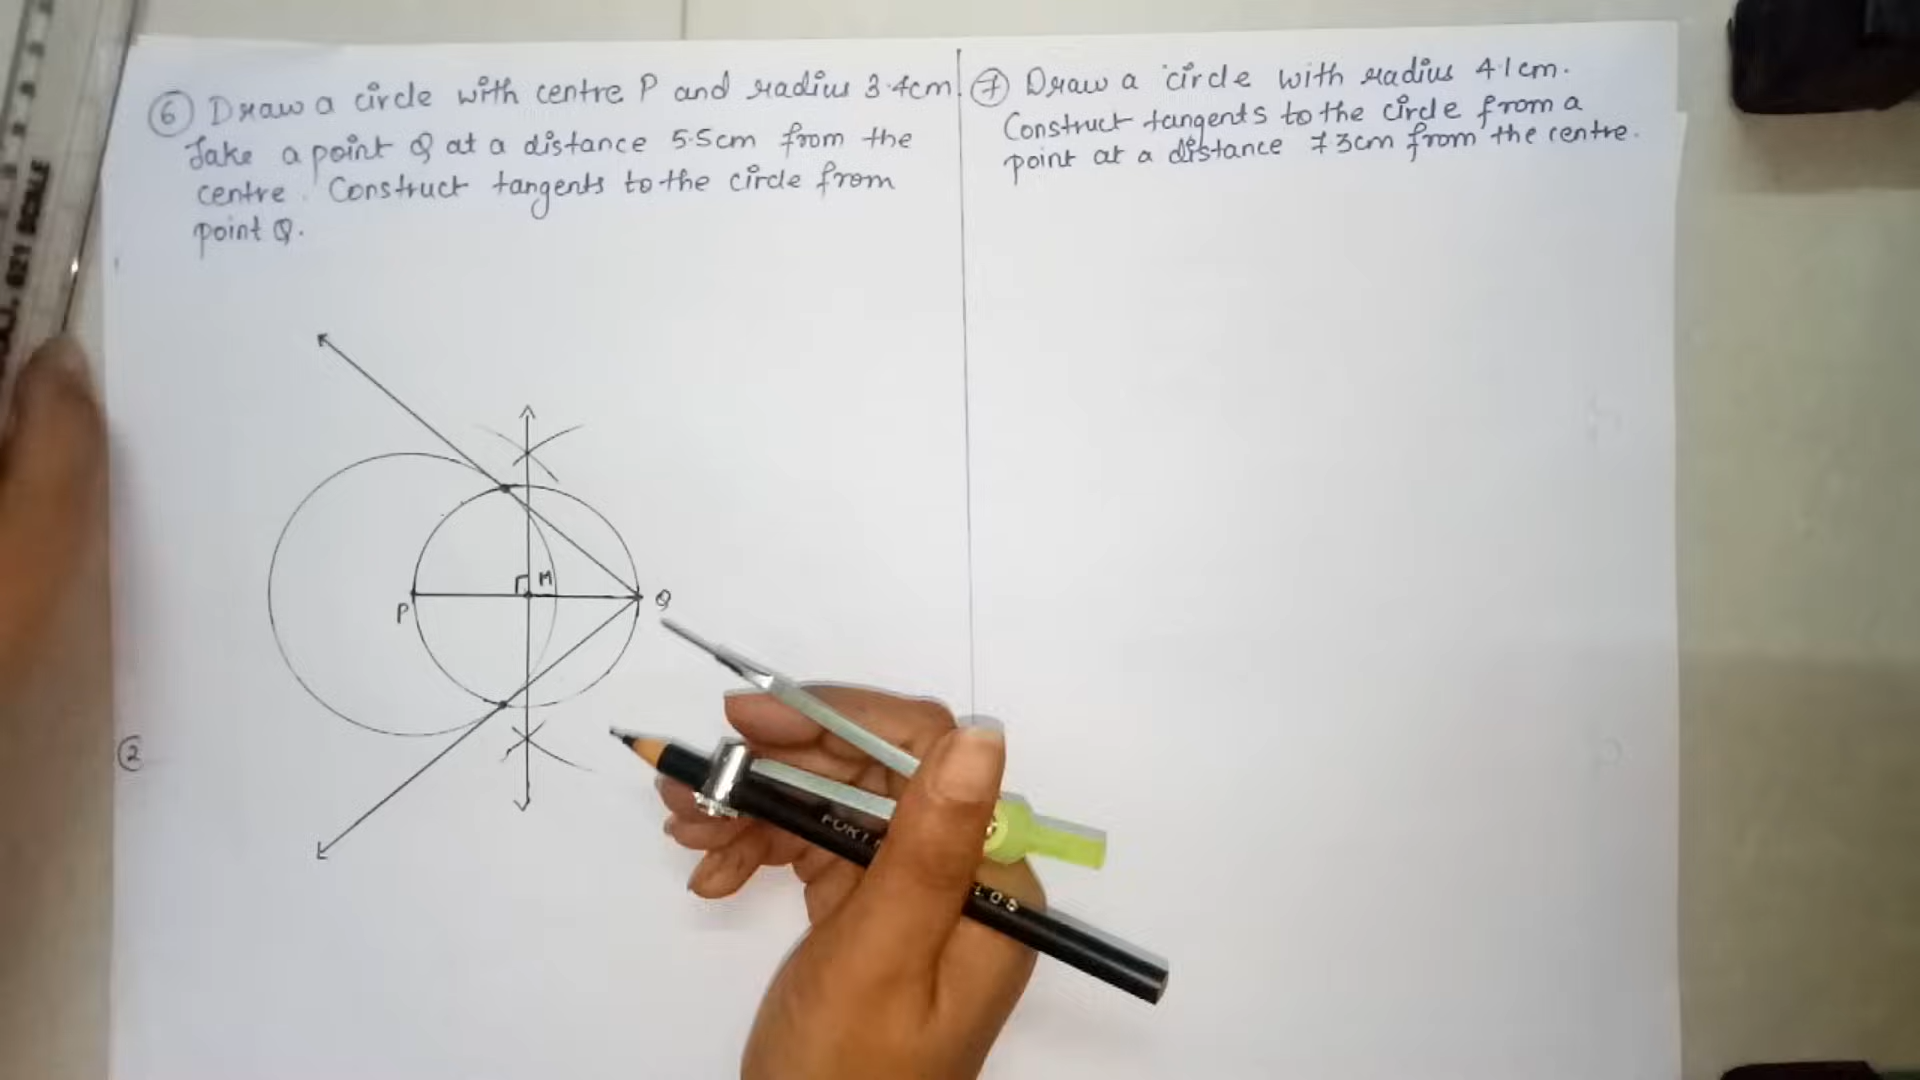 ⑥ Draw a circle with centre P and radius 3.4cm.
Take a point Q at a distance 5.5cm from the
centre. Construct tangents to the circle from
point Q.
⑦ Draw a circle with radius 4.1cm.
Construct tangents to the circle from a
point at a distance 7.3cm from the centre.
M
P
Q
②
621 SCALE